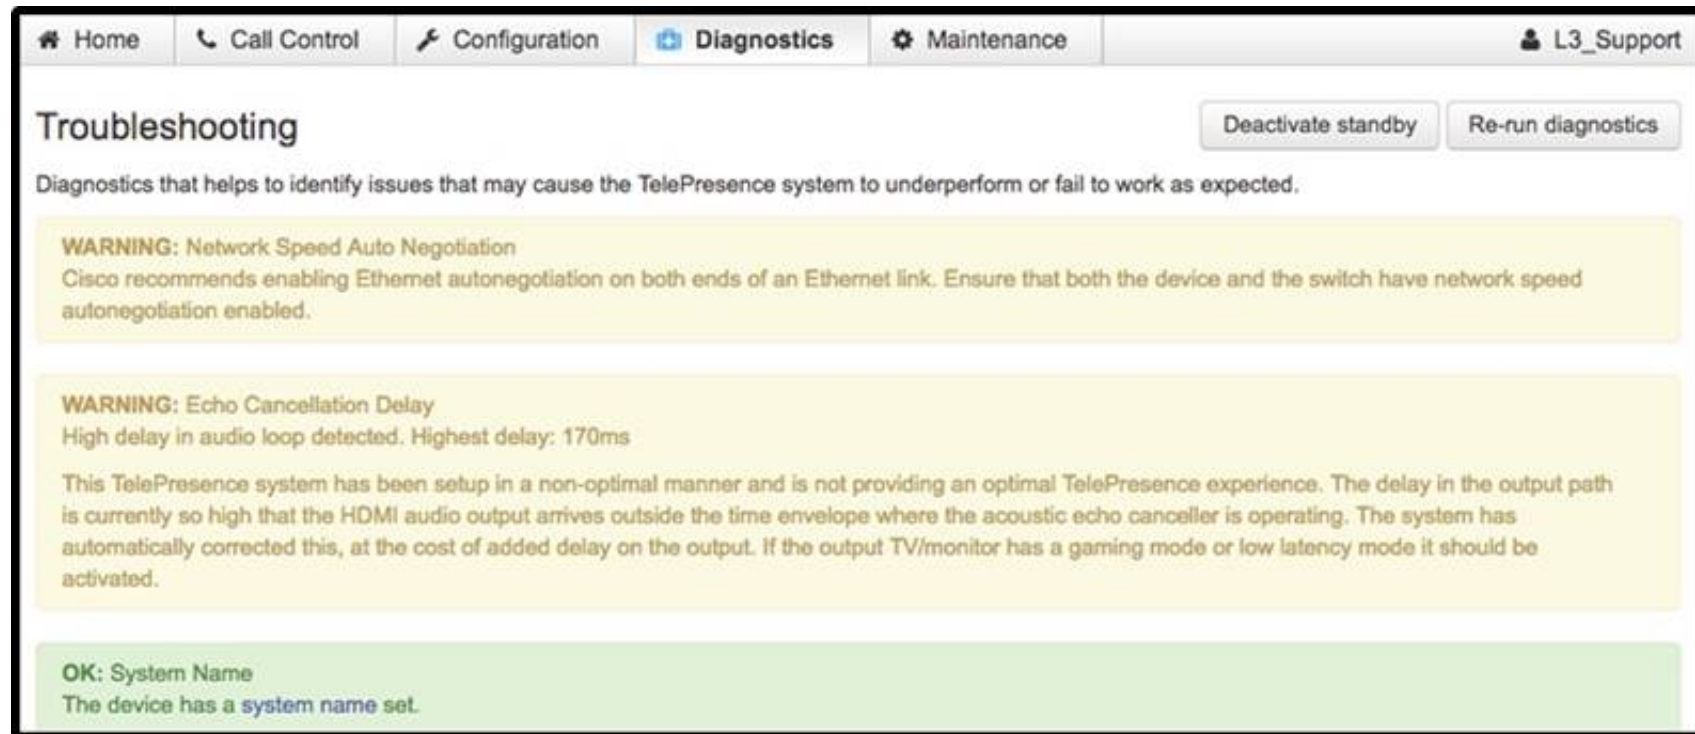 Home Call Control Configuration Diagnostics Maintenance L3_Support
Troubleshooting Deactivate standby Re-run diagnostics
Diagnostics that helps to identify issues that may cause the TelePresence system to underperform or fail to work as expected.
WARNING: Network Speed Auto Negotiation
Cisco recommends enabling Ethernet autonegotiation on both ends of an Ethernet link. Ensure that both the device and the switch have network speed
autonegotiation enabled.
WARNING: Echo Cancellation Delay
High delay in audio loop detected. Highest delay: 170ms
This TelePresence system has been setup in a non-optimal manner and is not providing an optimal TelePresence experience. The delay in the output path
is currently so high that the HDMI audio output arrives outside the time envelope where the acoustic echo canceller is operating. The system has
automatically corrected this, at the cost of added delay on the output. If the output TV/monitor has a gaming mode or low latency mode it should be
activated.
OK: System Name
The device has a system name set.